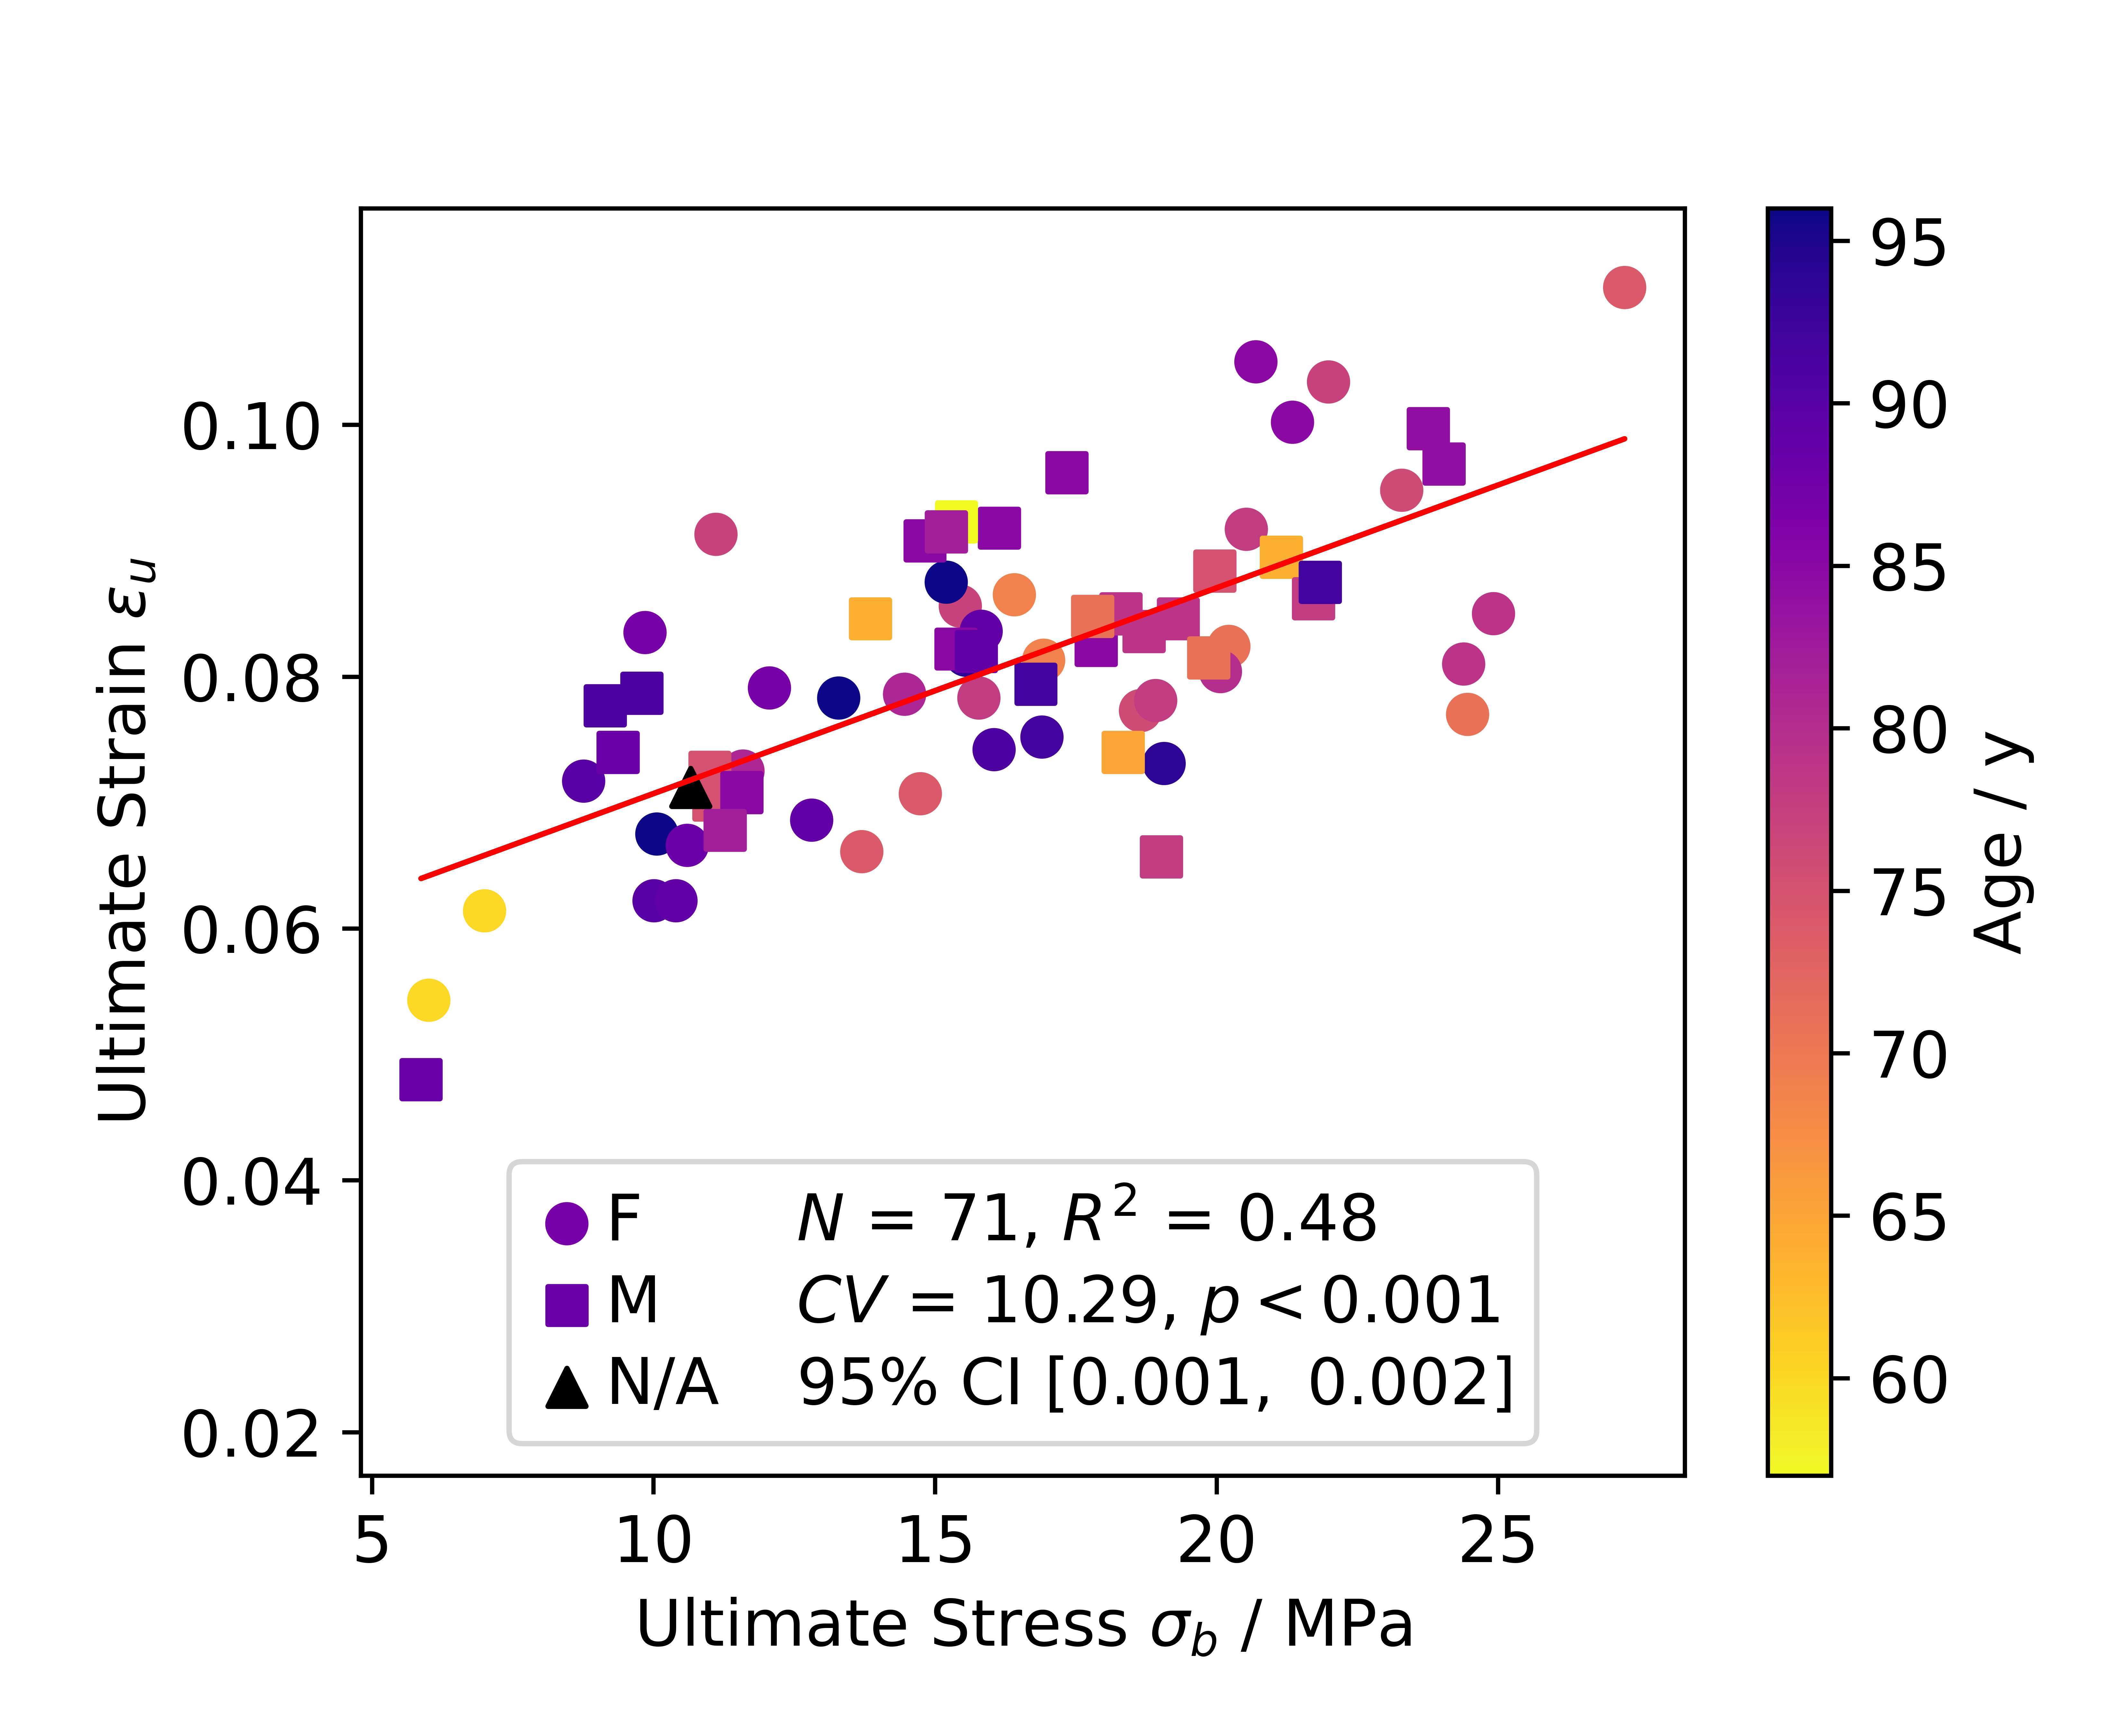 Ultimate Strain εu
0.10
0.08
0.06
0.04
0.02
F N = 71, R² = 0.48
M CV = 10.29, p < 0.001
N/A 95% CI [0.001, 0.002]
5 10 15 20 25
Ultimate Stress σb / MPa
95
90
85
80
75
70
65
60
Age / y